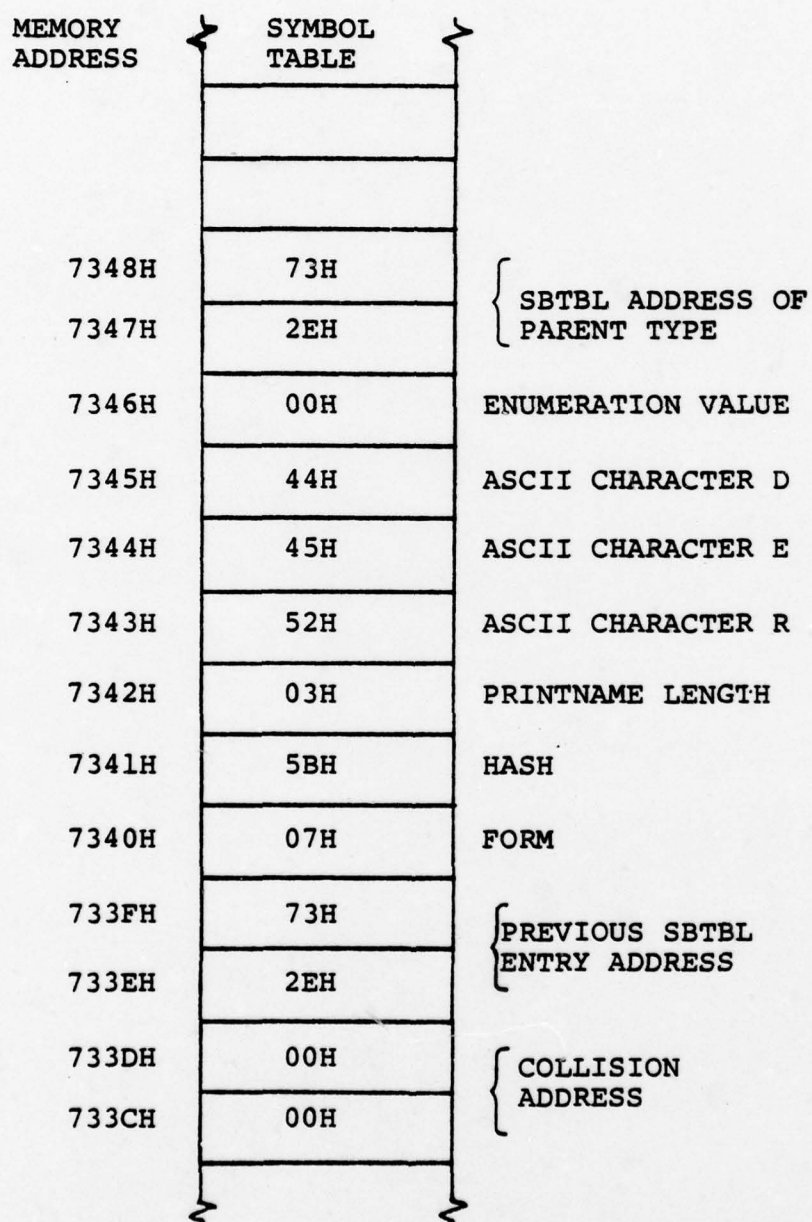 MEMORY ADDRESS
SYMBOL TABLE
7348H 73H
7347H 2EH
SBTBL ADDRESS OF
PARENT TYPE
7346H 00H ENUMERATION VALUE
7345H 44H ASCII CHARACTER D
7344H 45H ASCII CHARACTER E
7343H 52H ASCII CHARACTER R
7342H 03H PRINTNAME LENGTH
7341H 5BH HASH
7340H 07H FORM
733FH 73H
733EH 2EH
PREVIOUS SBTBL
ENTRY ADDRESS
733DH 00H
733CH 00H
COLLISION
ADDRESS